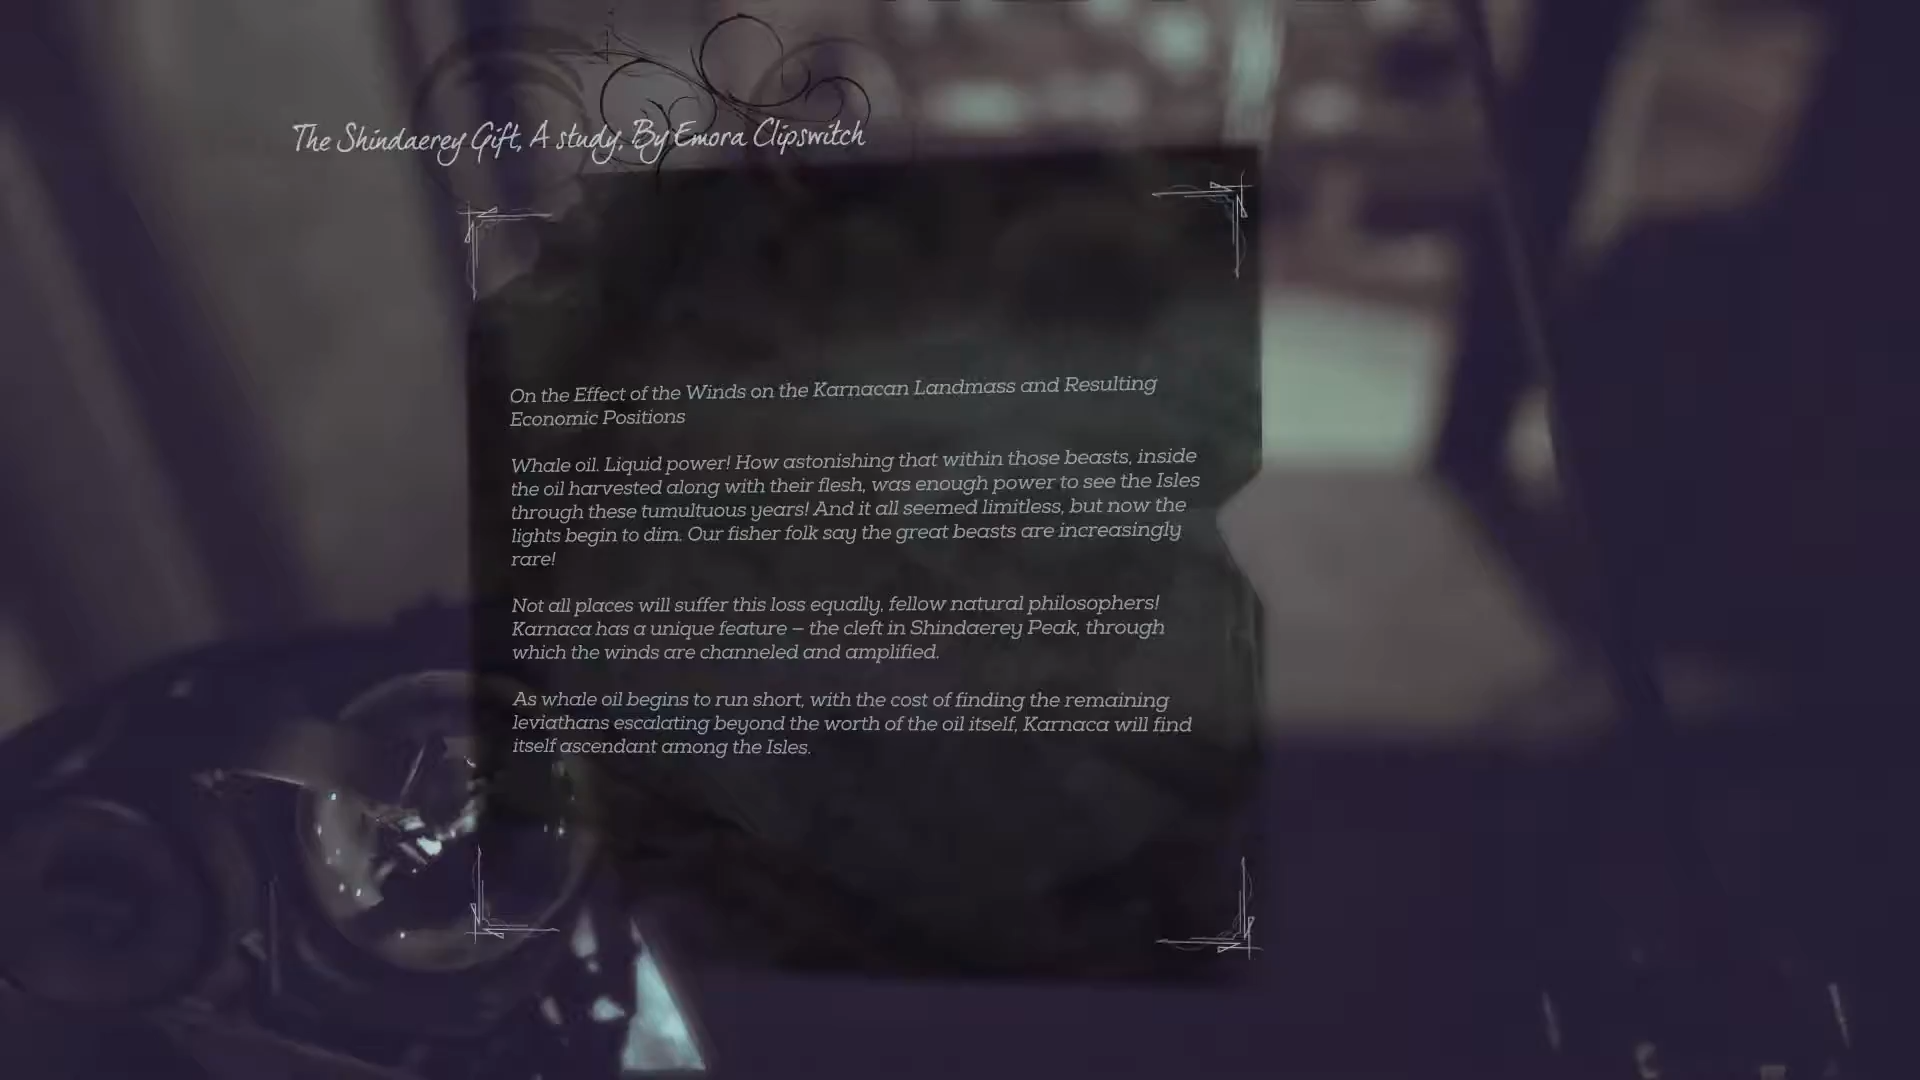 The Shindaerey Gift, A study, By Emora Clipswitch
On the Effect of the Winds on the Karnacan Landmass and Resulting
Economic Positions
Whale oil. Liquid power! How astonishing that within those beasts, inside
the oil harvested along with their flesh, was enough power to see the Isles
through these tumultuous years! And it all seemed limitless, but now the
lights begin to dim. Our fisher folk say the great beasts are increasingly
rare!
Not all places will suffer this loss equally, fellow natural philosophers!
Karnaca has a unique feature – the cleft in Shindaerey Peak, through
which the winds are channeled and amplified.
As whale oil begins to run short, with the cost of finding the remaining
leviathans escalating beyond the worth of the oil itself, Karnaca will find
itself ascendant among the Isles.